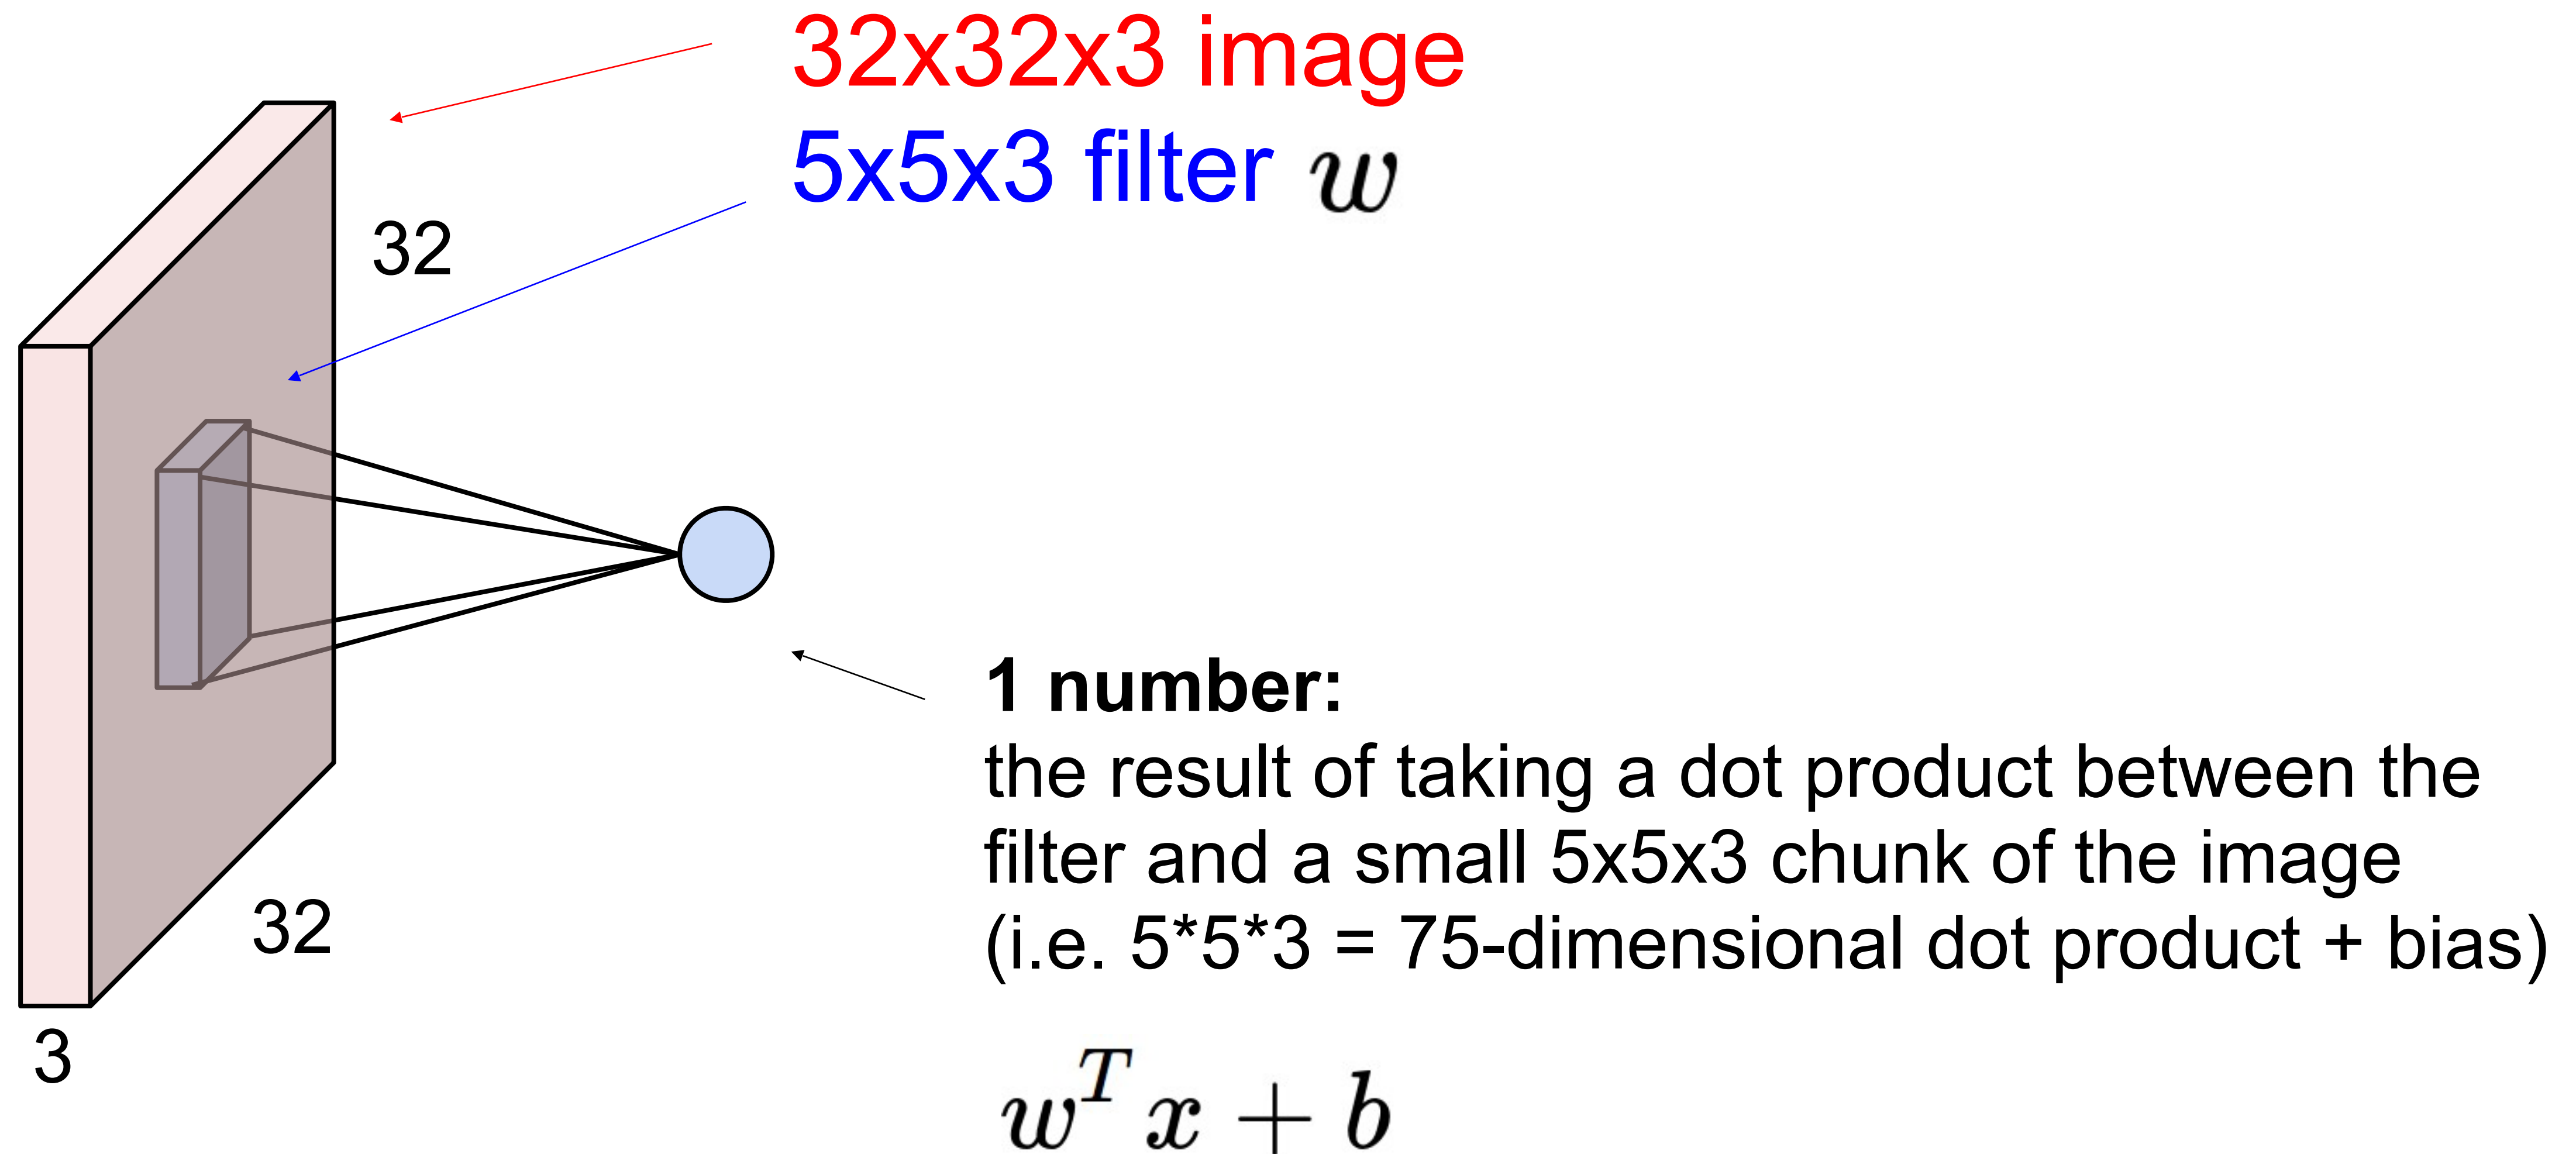 32x32x3 image
5x5x3 filter w
32
1 number:
the result of taking a dot product between the
filter and a small 5x5x3 chunk of the image
(i.e. 5*5*3 = 75-dimensional dot product + bias)
32
3
w^T x + b